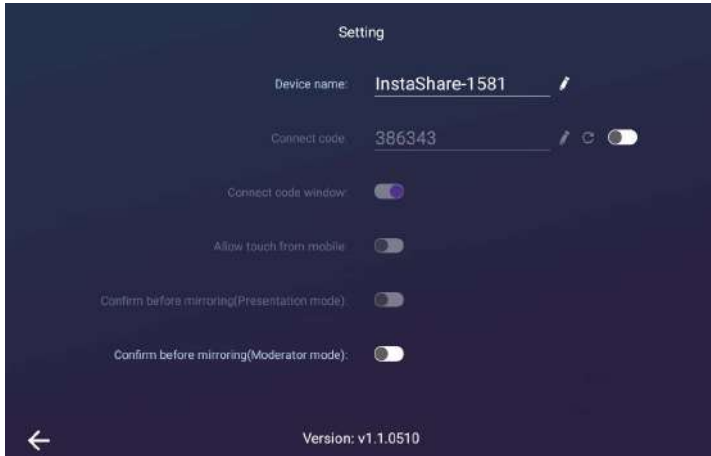 Setting
Device name: InstaShare-1581
Connect code: 386343
Connect code window:
Allow touch from mobile:
Confirm before mirroring(Presentation mode):
Confirm before mirroring(Moderator mode):
Version: v1.1.0510